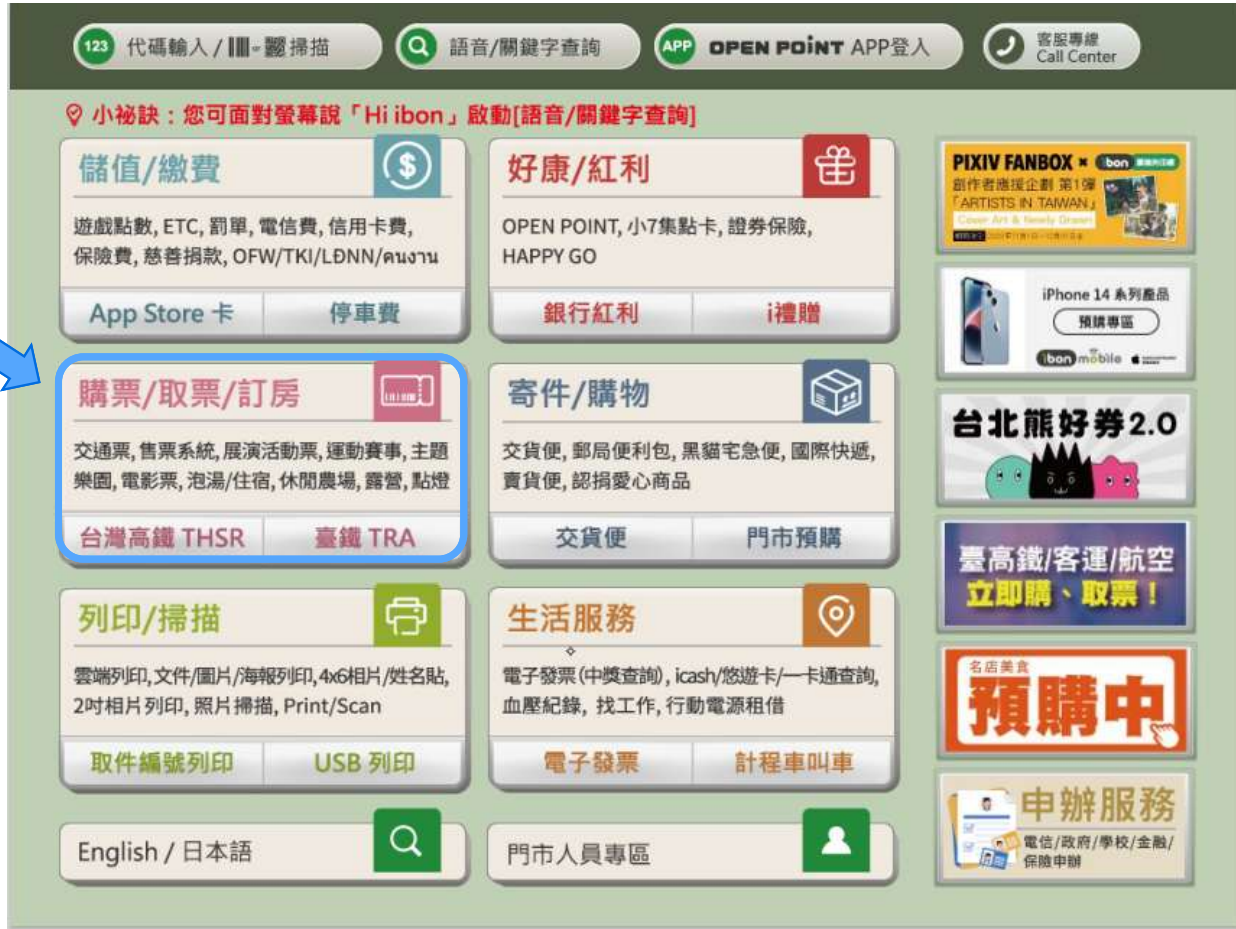 123 代碼輸入 / 掃描
語音/關鍵字查詢
APP OPEN POINT APP登入
客服專線
Call Center
小祕訣：您可面對螢幕說「Hi ibon」啟動[語音/關鍵字查詢]
儲值/繳費
遊戲點數, ETC, 罰單, 電信費, 信用卡費,
保險費, 慈善捐款, OFW/TKI/LĐNN/คนงาน
App Store 卡
停車費
好康/紅利
OPEN POINT, 小7集點卡, 證券保險,
HAPPY GO
銀行紅利
i禮贈
購票/取票/訂房
交通票, 售票系統, 展演活動票, 運動賽事, 主題
樂園, 電影票, 泡湯/住宿, 休閒農場, 露營, 點燈
台灣高鐵 THSR
臺鐵 TRA
寄件/購物
交貨便, 郵局便利包, 黑貓宅急便, 國際快遞,
賣貨便, 認捐愛心商品
交貨便
門市預購
列印/掃描
雲端列印, 文件/圖片/海報列印, 4x6相片/姓名貼,
2吋相片列印, 照片掃描, Print/Scan
取件編號列印
USB 列印
生活服務
電子發票(中獎查詢), icash/悠遊卡/一卡通查詢,
血壓紀錄, 找工作, 行動電源租借
電子發票
計程車叫車
English / 日本語
門市人員專區
PIXIV FANBOX × ibon
創作者應援企劃 第1彈
「ARTISTS IN TAIWAN」
Cover Art & Newly Drawn
iPhone 14 系列產品
預購專區
ibon mobile
台北熊好券2.0
臺高鐵/客運/航空
立即購、取票！
名店美食
預購中
申辦服務
電信/政府/學校/金融/
保險申辦